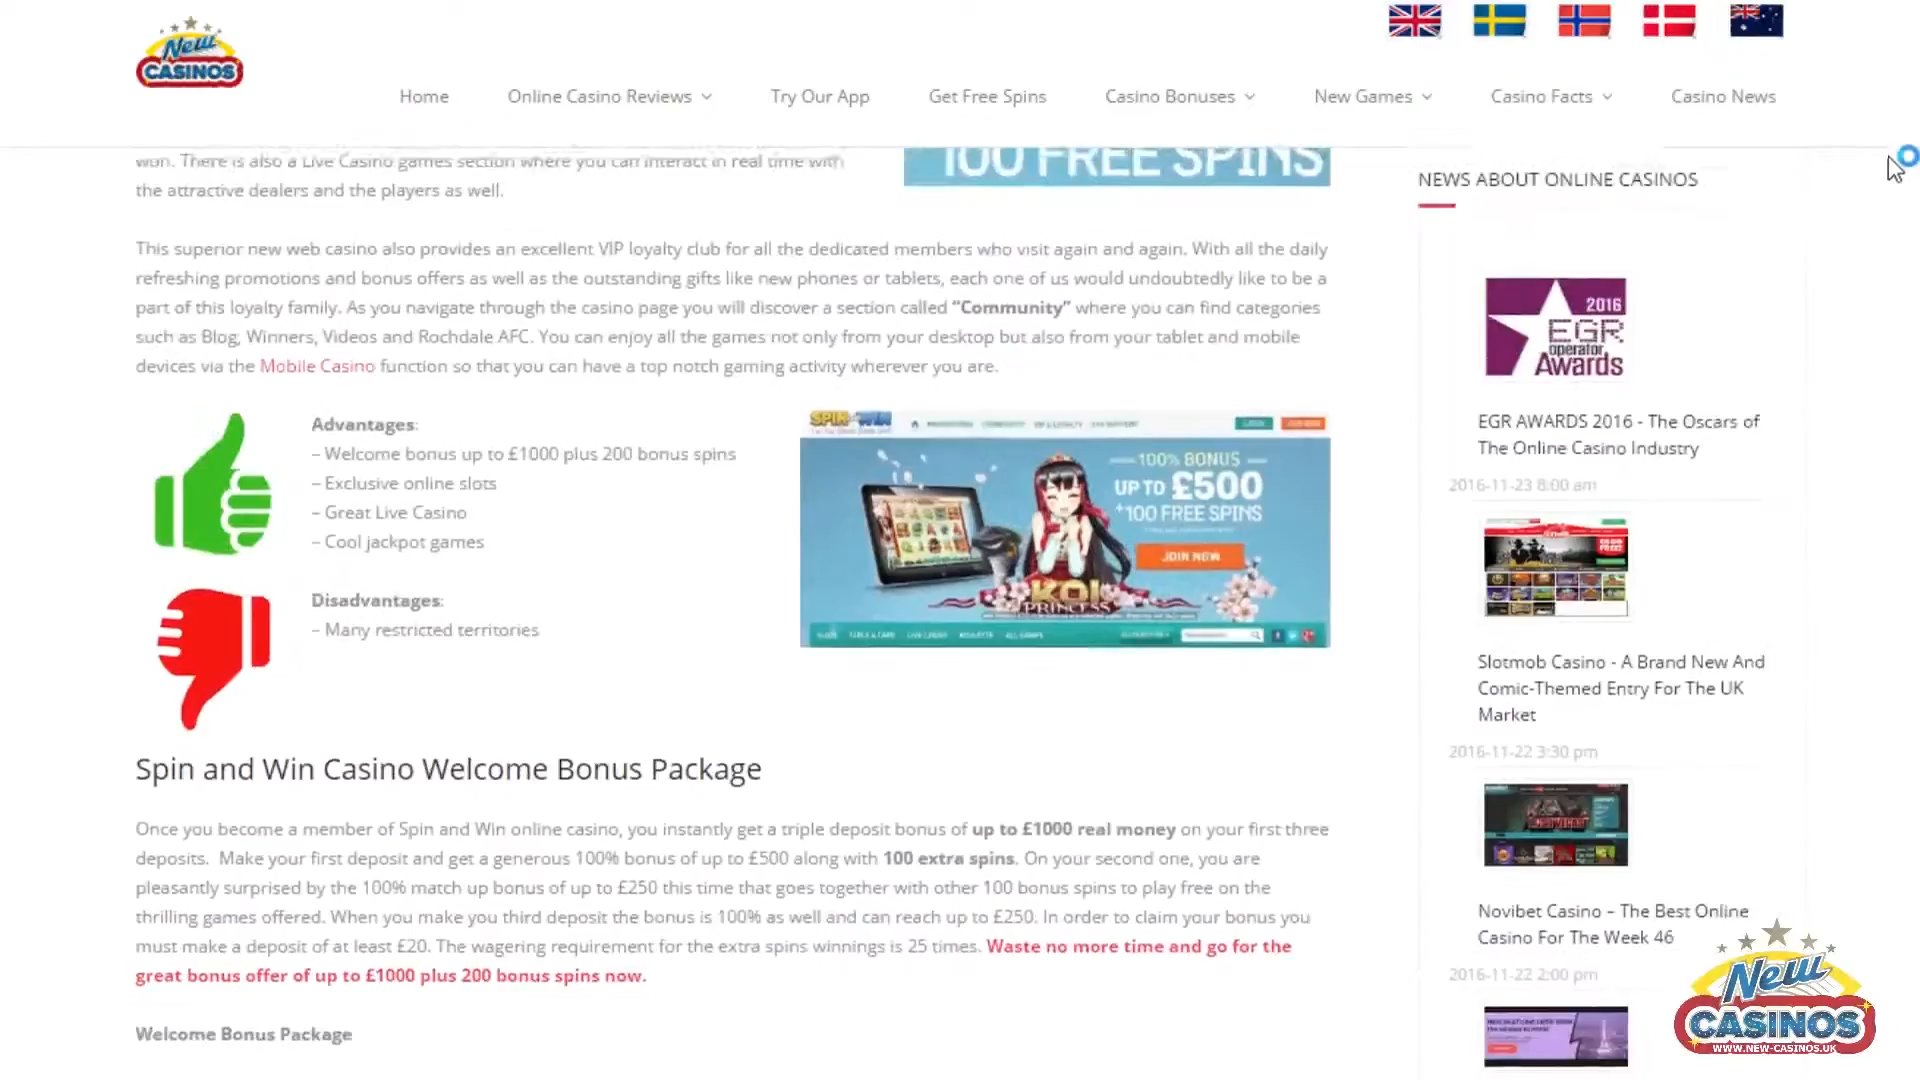 New
CASINOS
Home
Online Casino Reviews
Try Our App
Get Free Spins
Casino Bonuses
New Games
Casino Facts
Casino News
won. There is also a Live Casino games section where you can interact in real time with
the attractive dealers and the players as well.
100 FREE SPINS
This superior new web casino also provides an excellent VIP loyalty club for all the dedicated members who visit again and again. With all the daily
refreshing promotions and bonus offers as well as the outstanding gifts like new phones or tablets, each one of us would undoubtedly like to be a
part of this loyalty family. As you navigate through the casino page you will discover a section called “Community” where you can find categories
such as Blog, Winners, Videos and Rochdale AFC. You can enjoy all the games not only from your desktop but also from your tablet and mobile
devices via the Mobile Casino function so that you can have a top notch gaming activity wherever you are.
Advantages:
– Welcome bonus up to £1000 plus 200 bonus spins
– Exclusive online slots
– Great Live Casino
– Cool jackpot games
Disadvantages:
– Many restricted territories
SPIN WIN
100% BONUS
UP TO £500
+100 FREE SPINS
JOIN NOW
KOI
PRINCESS
Spin and Win Casino Welcome Bonus Package
Once you become a member of Spin and Win online casino, you instantly get a triple deposit bonus of up to £1000 real money on your first three
deposits. Make your first deposit and get a generous 100% bonus of up to £500 along with 100 extra spins. On your second one, you are
pleasantly surprised by the 100% match up bonus of up to £250 this time that goes together with other 100 bonus spins to play free on the
thrilling games offered. When you make you third deposit the bonus is 100% as well and can reach up to £250. In order to claim your bonus you
must make a deposit of at least £20. The wagering requirement for the extra spins winnings is 25 times. Waste no more time and go for the
great bonus offer of up to £1000 plus 200 bonus spins now.
Welcome Bonus Package
NEWS ABOUT ONLINE CASINOS
2016
EGR
operator
Awards
EGR AWARDS 2016 - The Oscars of
The Online Casino Industry
2016-11-23 8:00 am
Slotmob Casino - A Brand New And
Comic-Themed Entry For The UK
Market
2016-11-22 3:30 pm
Novibet Casino – The Best Online
Casino For The Week 46
2016-11-22 2:00 pm
New
CASINOS
WWW.NEW-CASINOS.UK